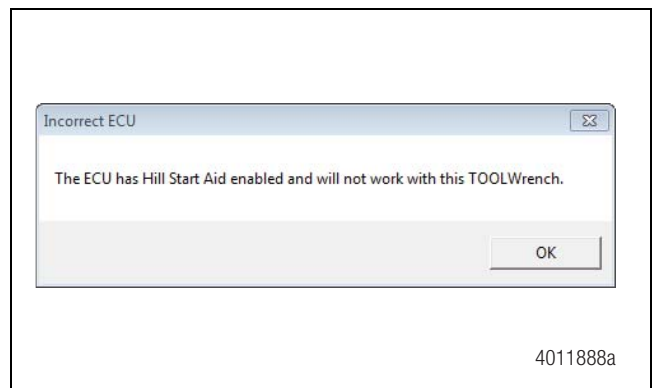 Incorrect ECU
The ECU has Hill Start Aid enabled and will not work with this TOOLWrench.
OK
4011888a